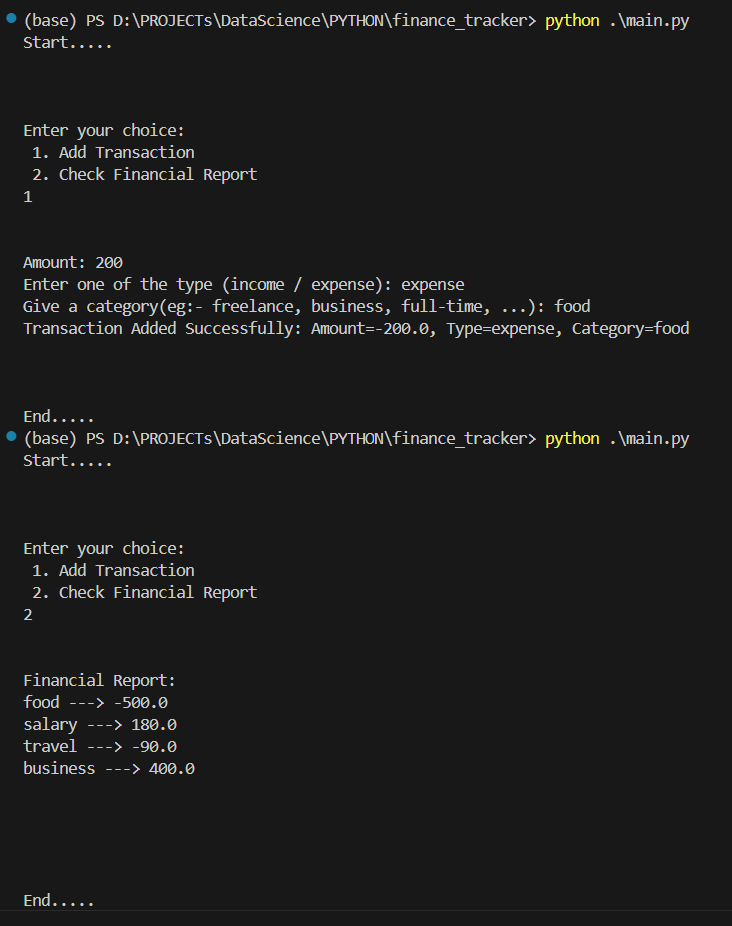 (base) PS D:\PROJECTs\DataScience\PYTHON\finance_tracker> python .\main.py
Start.....
Enter your choice:
 1. Add Transaction
 2. Check Financial Report
1
Amount: 200
Enter one of the type (income / expense): expense
Give a category(eg:- freelance, business, full-time, ...): food
Transaction Added Successfully: Amount=-200.0, Type=expense, Category=food
End.....
(base) PS D:\PROJECTs\DataScience\PYTHON\finance_tracker> python .\main.py
Start.....
Enter your choice:
 1. Add Transaction
 2. Check Financial Report
2
Financial Report:
food ---> -500.0
salary ---> 180.0
travel ---> -90.0
business ---> 400.0
End.....